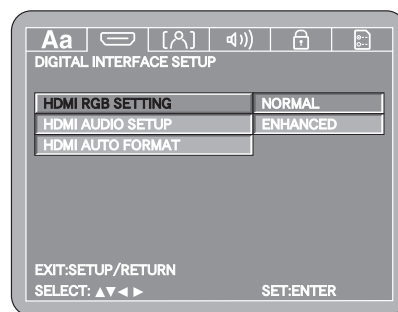 Aa
DIGITAL INTERFACE SETUP
HDMI RGB SETTING NORMAL
HDMI AUDIO SETUP ENHANCED
HDMI AUTO FORMAT
EXIT:SETUP/RETURN
SELECT: ▲▼◄ ► SET:ENTER